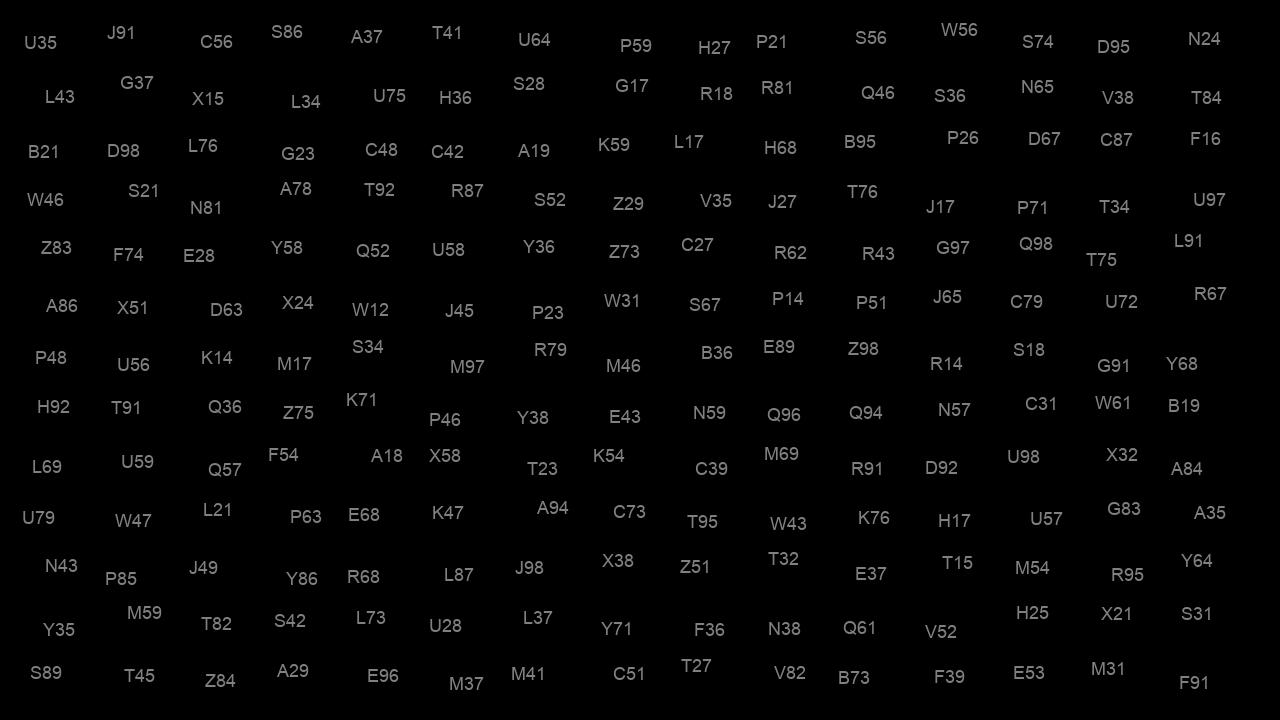 U35 J91 C56 S86 A37 T41 U64 P59 H27 P21 S56 W56 S74 D95 N24
L43 G37 X15 L34 U75 H36 S28 G17 R18 R81 Q46 S36 N65 V38 T84
B21 D98 L76 G23 C48 C42 A19 K59 L17 H68 B95 P26 D67 C87 F16
W46 S21 N81 A78 T92 R87 S52 Z29 V35 J27 T76 J17 P71 T34 U97
Z83 F74 E28 Y58 Q52 U58 Y36 Z73 C27 R62 R43 G97 Q98 T75 L91
A86 X51 D63 X24 W12 J45 P23 W31 S67 P14 P51 J65 C79 U72 R67
P48 U56 K14 M17 S34 M97 R79 M46 B36 E89 Z98 R14 S18 G91 Y68
H92 T91 Q36 Z75 K71 P46 Y38 E43 N59 Q96 Q94 N57 C31 W61 B19
L69 U59 Q57 F54 A18 X58 T23 K54 C39 M69 R91 D92 U98 X32 A84
U79 W47 L21 P63 E68 K47 A94 C73 T95 W43 K76 H17 U57 G83 A35
N43 P85 J49 Y86 R68 L87 J98 X38 Z51 T32 E37 T15 M54 R95 Y64
Y35 M59 T82 S42 L73 U28 L37 Y71 F36 N38 Q61 V52 H25 X21 S31
S89 T45 Z84 A29 E96 M37 M41 C51 T27 V82 B73 F39 E53 M31 F91